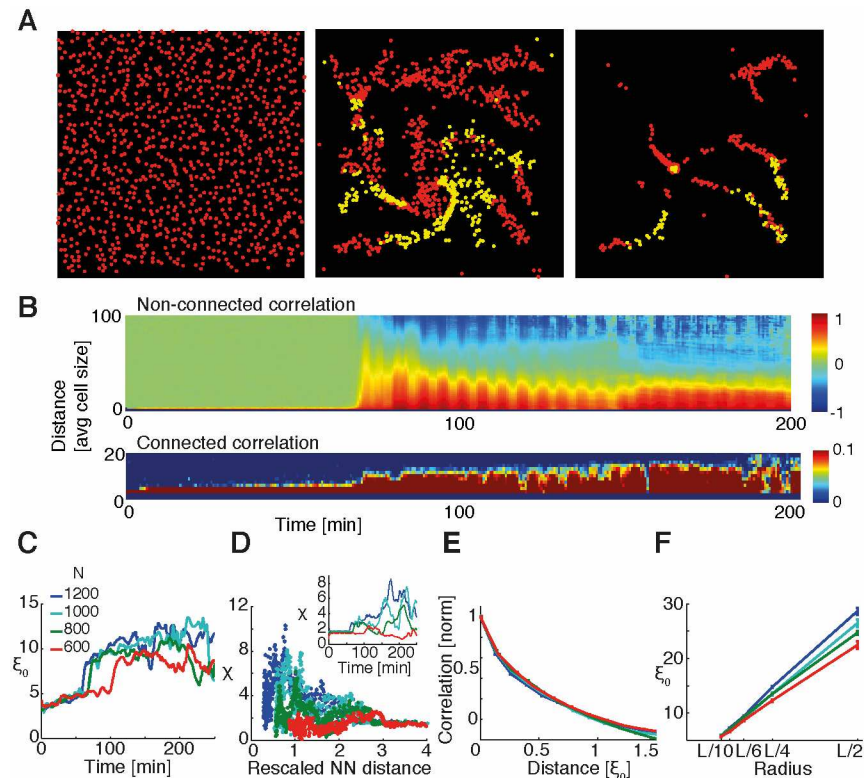 A
B
Non-connected correlation
100
0
Distance
[avg cell size]
0
100
200
1
0
-1
Connected correlation
20
0
0
100
200
Time [min]
0.1
0
C
N
1200
1000
800
600
15
10
5
0
ξ₀
0
100
200
Time [min]
D
12
8
4
0
χ
0
1
2
3
4
Rescaled NN distance
χ
8
6
4
2
0
0
100
200
Time [min]
E
Correlation [norm]
1
0.5
0
0
0.5
1.5
Distance [ξ₀]
F
ξ₀
30
20
10
L/10
L/6
L/4
L/2
Radius